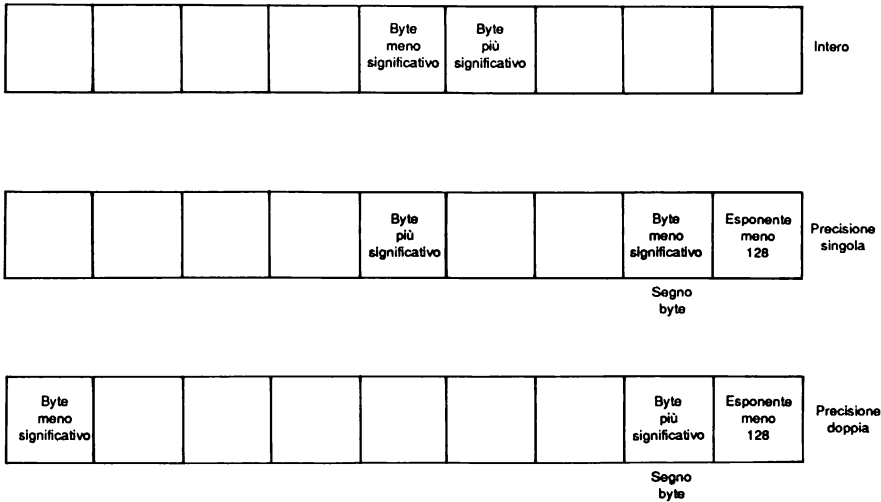 Byte
meno
significativo
Byte
più
significativo
Intero
Byte
più
significativo
Byte
meno
significativo
Esponente
meno
128
Precisione
singola
Segno
byte
Byte
meno
significativo
Byte
più
significativo
Esponente
meno
128
Precisione
doppia
Segno
byte